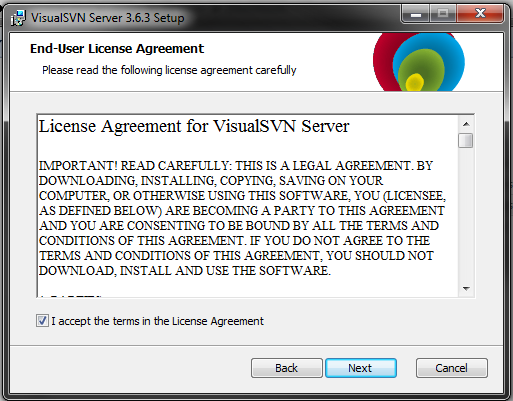 VisualSVN Server 3.6.3 Setup
End-User License Agreement
Please read the following license agreement carefully
License Agreement for VisualSVN Server
IMPORTANT! READ CAREFULLY: THIS IS A LEGAL AGREEMENT. BY
DOWNLOADING, INSTALLING, COPYING, SAVING ON YOUR
COMPUTER, OR OTHERWISE USING THIS SOFTWARE, YOU (LICENSEE,
AS DEFINED BELOW) ARE BECOMING A PARTY TO THIS AGREEMENT
AND YOU ARE CONSENTING TO BE BOUND BY ALL THE TERMS AND
CONDITIONS OF THIS AGREEMENT. IF YOU DO NOT AGREE TO THE
TERMS AND CONDITIONS OF THIS AGREEMENT, YOU SHOULD NOT
DOWNLOAD, INSTALL AND USE THE SOFTWARE.
I accept the terms in the License Agreement
Back Next Cancel